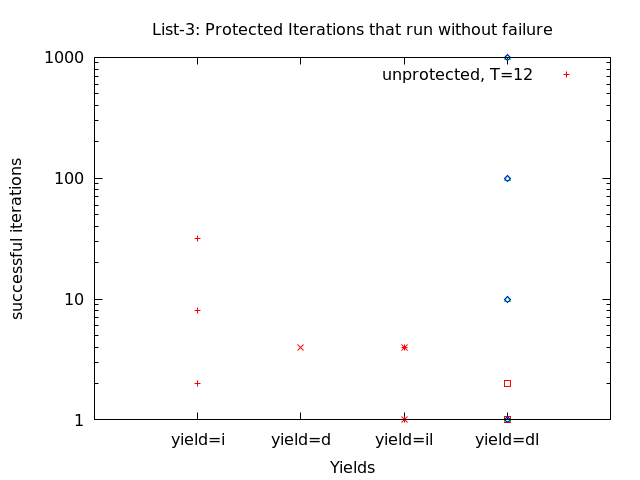 List-3: Protected Iterations that run without failure
1000
unprotected, T=12
100
successful iterations
10
1
yield=i yield=d yield=il yield=dl
Yields